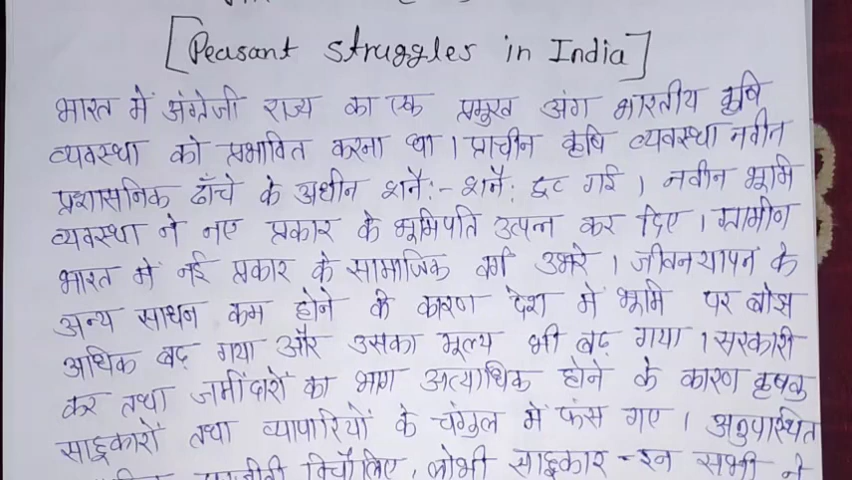 [Peasant struggles in India]
भारत में अंग्रेजी राज्य का एक प्रमुख अंग भारतीय कृषि
व्यवस्था को प्रभावित करना था । प्राचीन कृषि व्यवस्था नवीन
प्रशासनिक ढाँचे के अधीन शनै:- शनै: टूट गई । नवीन भूमि
व्यवस्था ने नए प्रकार के भूमिपति उत्पन्न कर दिए । ग्रामीण
भारत में नई प्रकार के सामाजिक वर्ग उभरे । जीवनयापन के
अन्य साधन कम होने के कारण देश में भूमि पर बोझ
अधिक बढ़ गया और उसका मूल्य भी बढ़ गया । सरकारी
कर तथा जमींदारों का भाग अत्याधिक होने के कारण कृषक
साहूकारों तथा व्यापारियों के चंगुल में फंस गए । अनुपस्थित
बिचौलिए, लोभी साहूकार - इन सभी ने